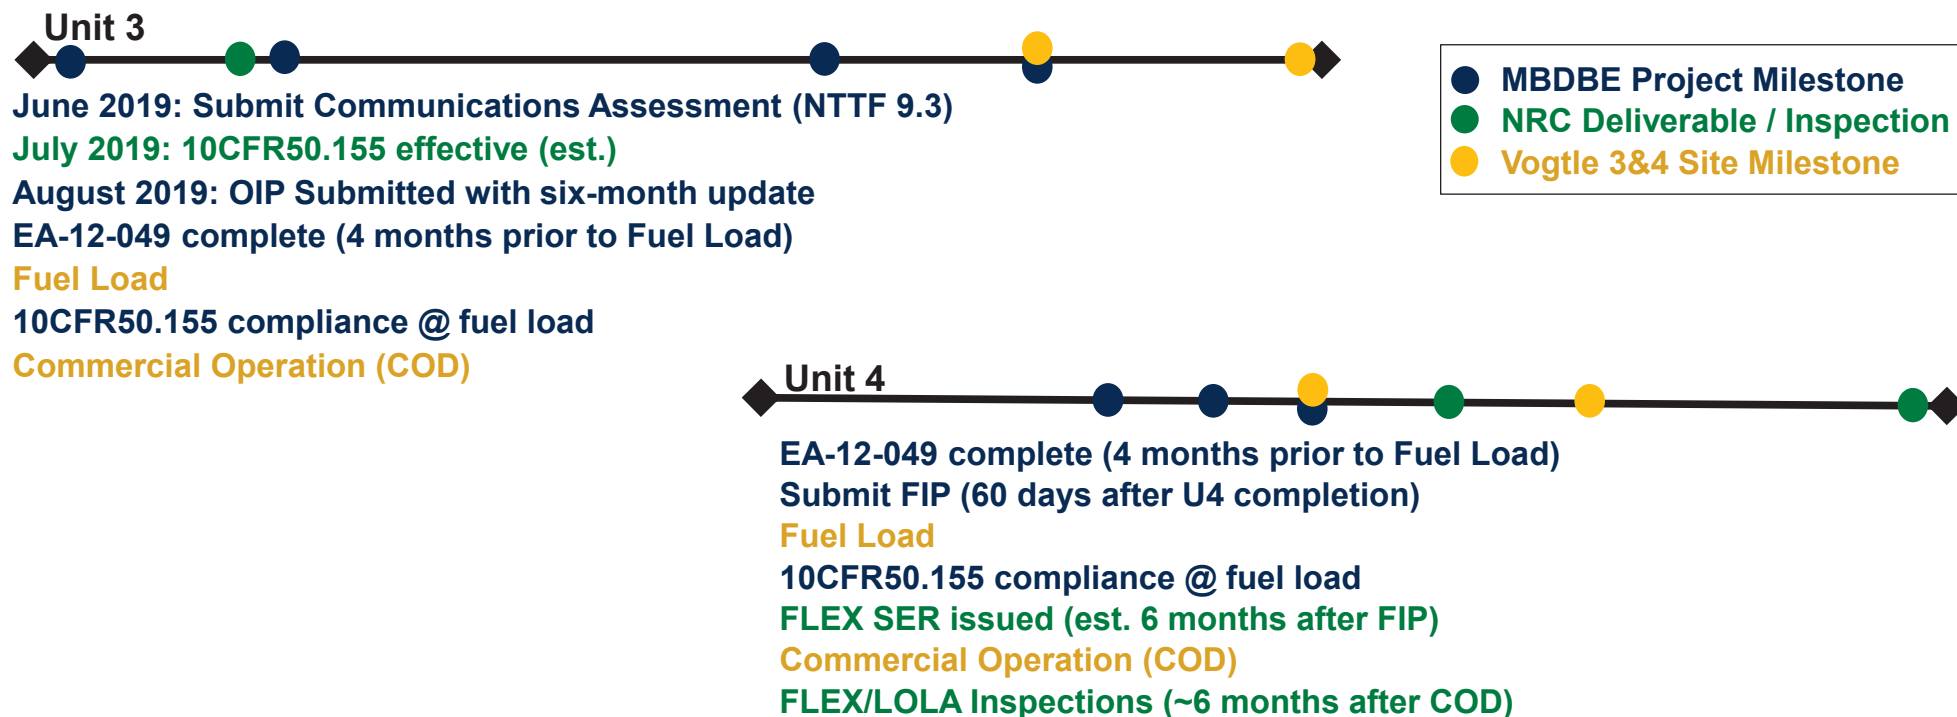 Unit 3
June 2019: Submit Communications Assessment (NTTF 9.3)
July 2019: 10CFR50.155 effective (est.)
August 2019: OIP Submitted with six-month update
EA-12-049 complete (4 months prior to Fuel Load)
Fuel Load
10CFR50.155 compliance @ fuel load
Commercial Operation (COD)
MBDBE Project Milestone
NRC Deliverable / Inspection
Vogtle 3&4 Site Milestone
Unit 4
EA-12-049 complete (4 months prior to Fuel Load)
Submit FIP (60 days after U4 completion)
Fuel Load
10CFR50.155 compliance @ fuel load
FLEX SER issued (est. 6 months after FIP)
Commercial Operation (COD)
FLEX/LOLA Inspections (~6 months after COD)